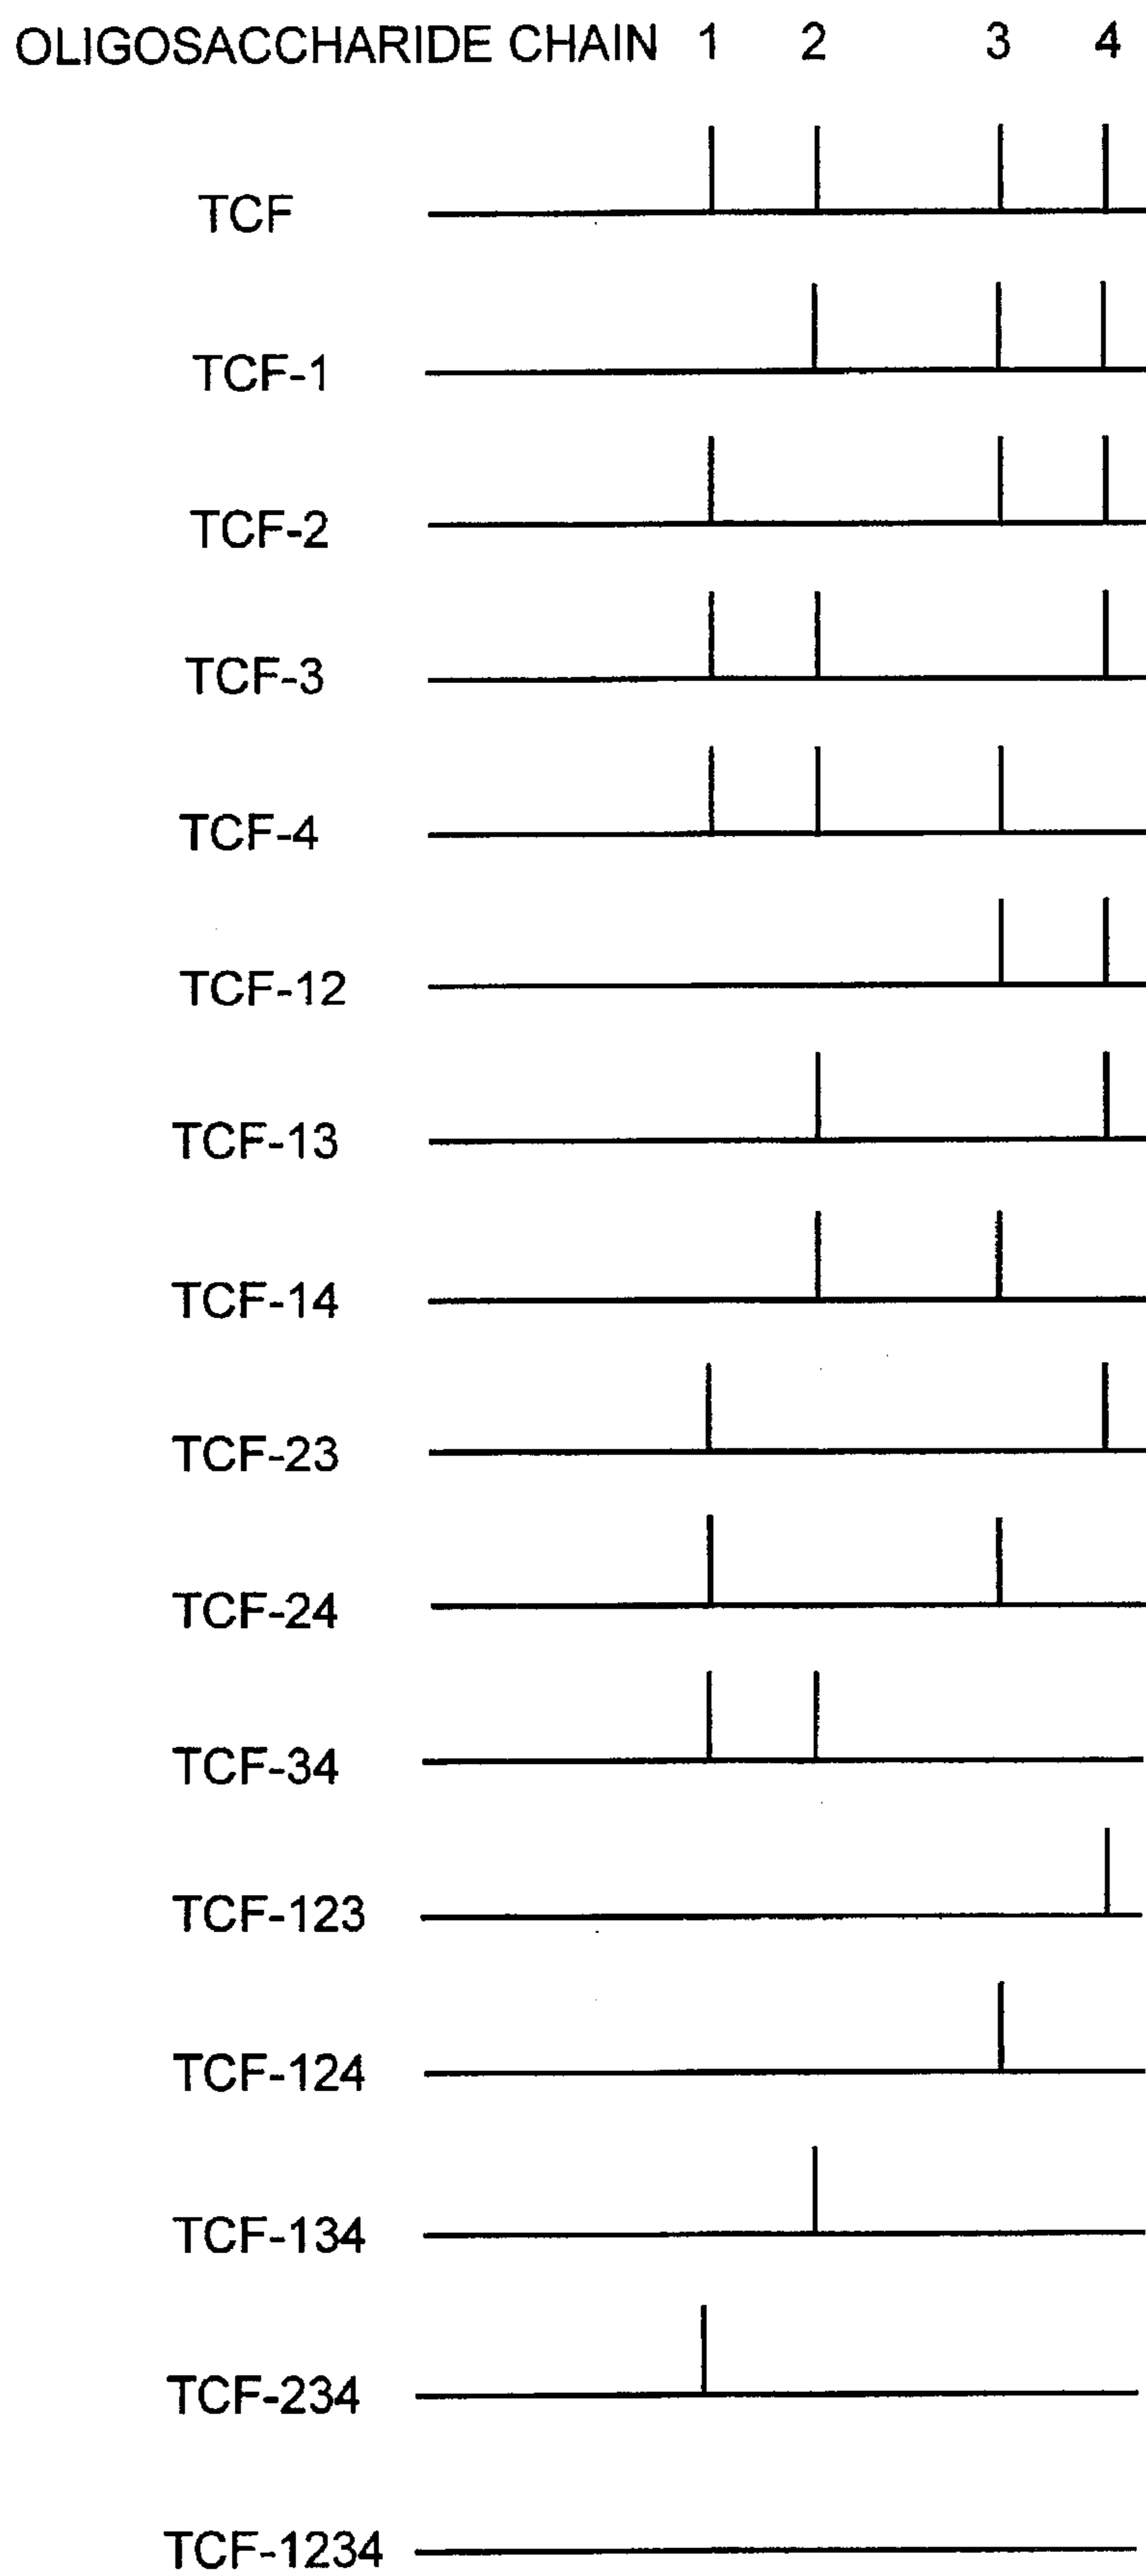 OLIGOSACCHARIDE CHAIN 1 2 3 4
TCF
TCF-1
TCF-2
TCF-3
TCF-4
TCF-12
TCF-13
TCF-14
TCF-23
TCF-24
TCF-34
TCF-123
TCF-124
TCF-134
TCF-234
TCF-1234